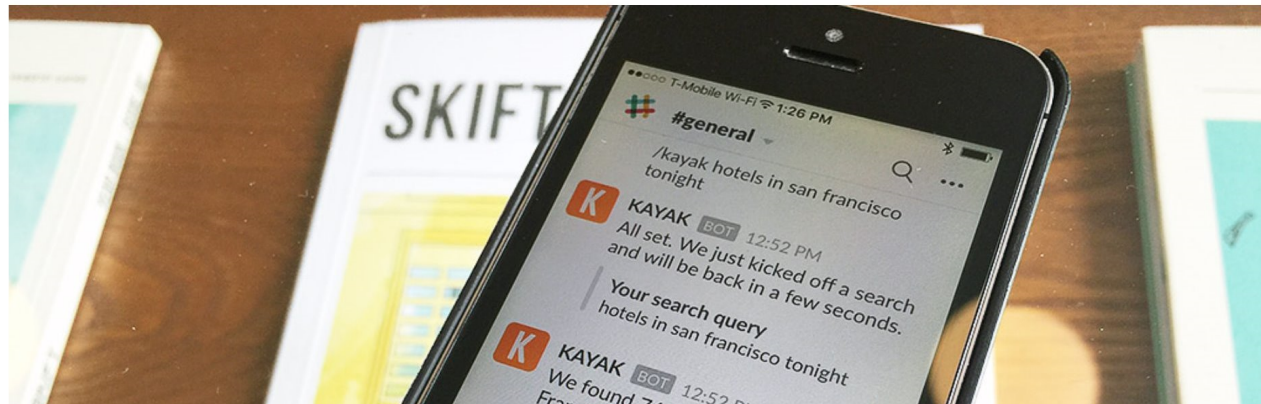 SKIFT
T-Mobile Wi-Fi 1:26 PM
#general
/kayak hotels in san francisco
tonight
K
KAYAK BOT 12:52 PM
All set. We just kicked off a search
and will be back in a few seconds.
Your search query
hotels in san francisco tonight
K
KAYAK BOT 12:52
We found